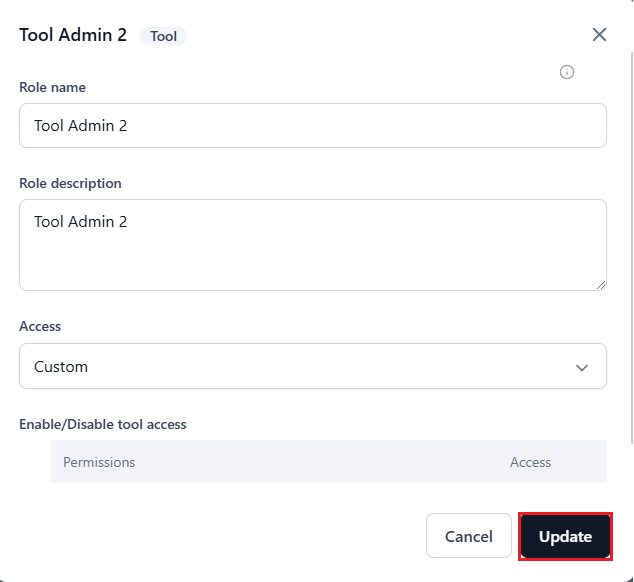 Tool Admin 2 Tool
Role name
Tool Admin 2
Role description
Tool Admin 2
Access
Custom
Enable/Disable tool access
Permissions Access
Cancel Update